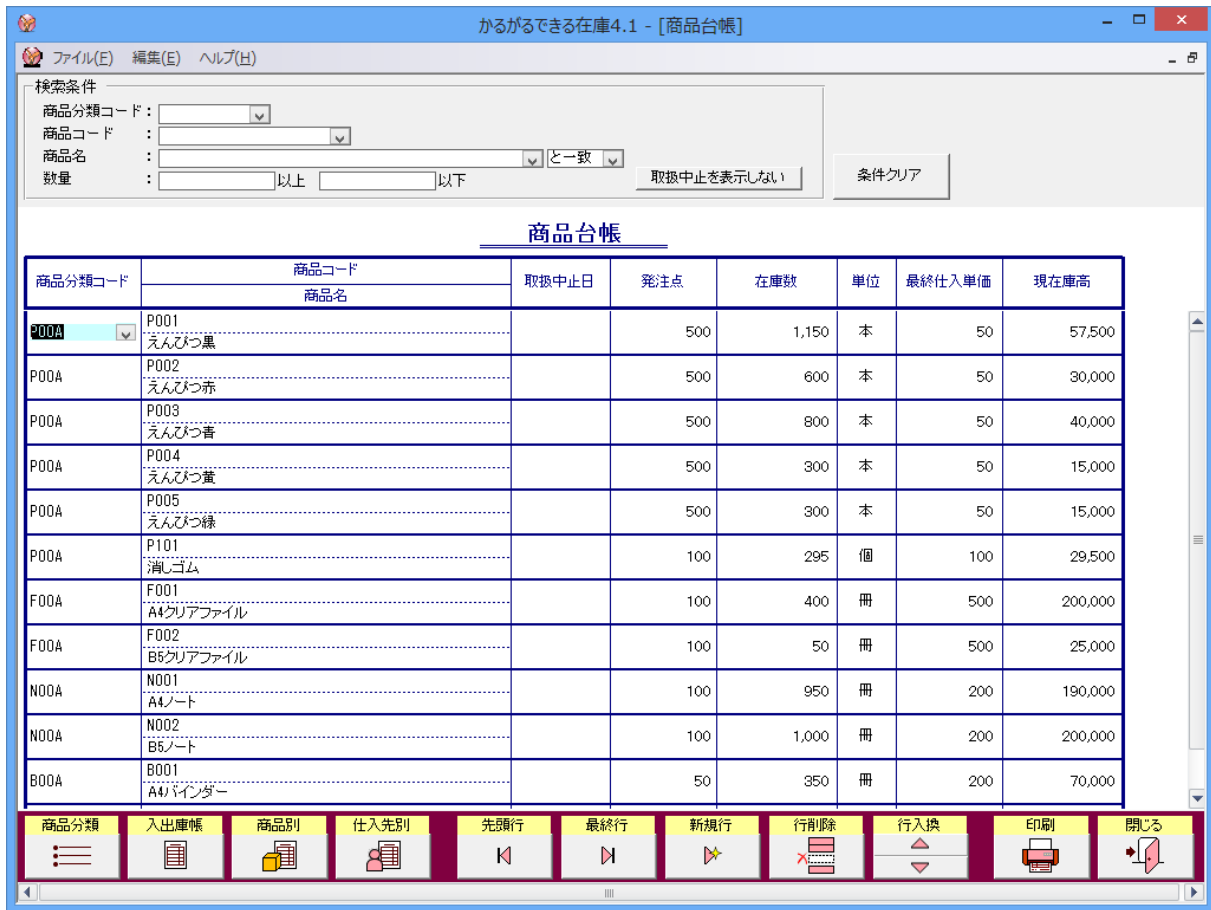 かるがるできる在庫4.1 - [商品台帳]
ファイル(F) 編集(E) ヘルプ(H)
検索条件
商品分類コード：
商品コード ：
商品名 ： と一致
数量 ： 以上 以下 取扱中止を表示しない 条件クリア
商品台帳
商品分類コード 商品コード 商品名 取扱中止日 発注点 在庫数 単位 最終仕入単価 現在庫高
P00A P001 えんぴつ黒 500 1,150 本 50 57,500
P00A P002 えんぴつ赤 500 600 本 50 30,000
P00A P003 えんぴつ青 500 800 本 50 40,000
P00A P004 えんぴつ黄 500 300 本 50 15,000
P00A P005 えんぴつ緑 500 300 本 50 15,000
P00A P101 消しゴム 100 295 個 100 29,500
F00A F001 A4クリアファイル 100 400 冊 500 200,000
F00A F002 B5クリアファイル 100 50 冊 500 25,000
N00A N001 A4ノート 100 950 冊 200 190,000
N00A N002 B5ノート 100 1,000 冊 200 200,000
B00A B001 A4バインダー 50 350 冊 200 70,000
商品分類 入出庫帳 商品別 仕入先別 先頭行 最終行 新規行 行削除 行入換 印刷 閉じる